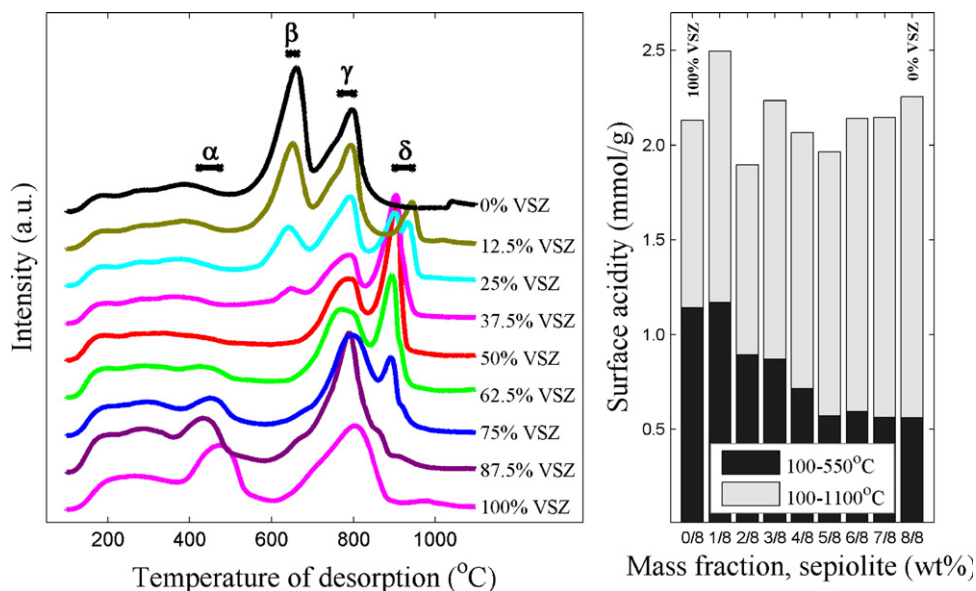 β
γ
α
δ
0% VSZ
12.5% VSZ
25% VSZ
37.5% VSZ
50% VSZ
62.5% VSZ
75% VSZ
87.5% VSZ
100% VSZ
Intensity (a.u.)
200 400 600 800 1000
Temperature of desorption (°C)
100% VSZ
0% VSZ
2.5
2.0
1.5
1.0
0.5
Surface acidity (mmol/g)
100-550°C
100-1100°C
0/8 1/8 2/8 3/8 4/8 5/8 6/8 7/8 8/8
Mass fraction, sepiolite (wt%)